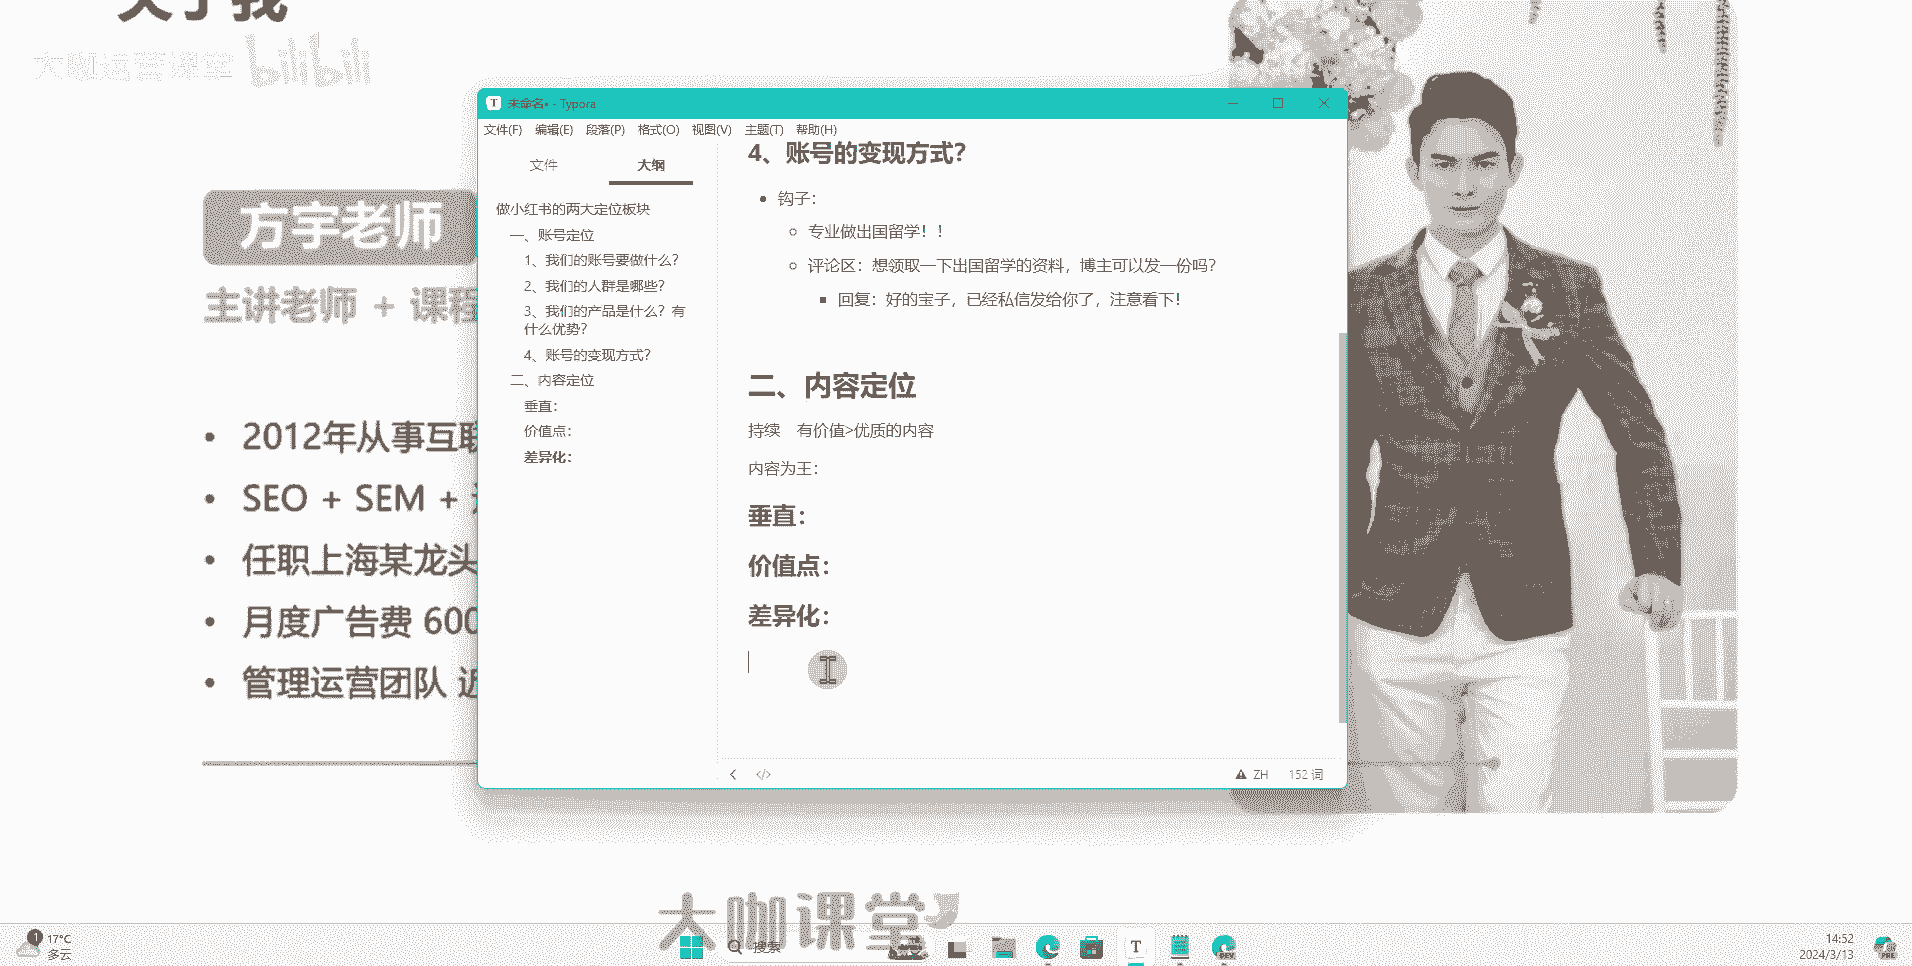 关于我
大咖运营课堂 bilibili
方宇老师
主讲老师 + 课程
2012年从事互联
SEO + SEM +
任职上海某龙头
月度广告费 600
管理运营团队 近
未命名• - Typora
文件(F) 编辑(E) 段落(P) 格式(O) 视图(V) 主题(T) 帮助(H)
文件 大纲
做小红书的两大定位板块
一、账号定位
1、我们的账号要做什么?
2、我们的人群是哪些?
3、我们的产品是什么? 有
什么优势?
4、账号的变现方式?
二、内容定位
垂直:
价值点:
差异化:
4、账号的变现方式?
钩子:
专业做出国留学! !
评论区: 想领取一下出国留学的资料, 博主可以发一份吗?
回复: 好的宝子, 已经私信发给你了, 注意看下!
二、内容定位
持续 有价值>优质的内容
内容为王:
垂直:
价值点:
差异化:
ZH 152 词
大咖课堂
1
17°C
多云
搜索
DEV
14:52
2024/3/13
PRE